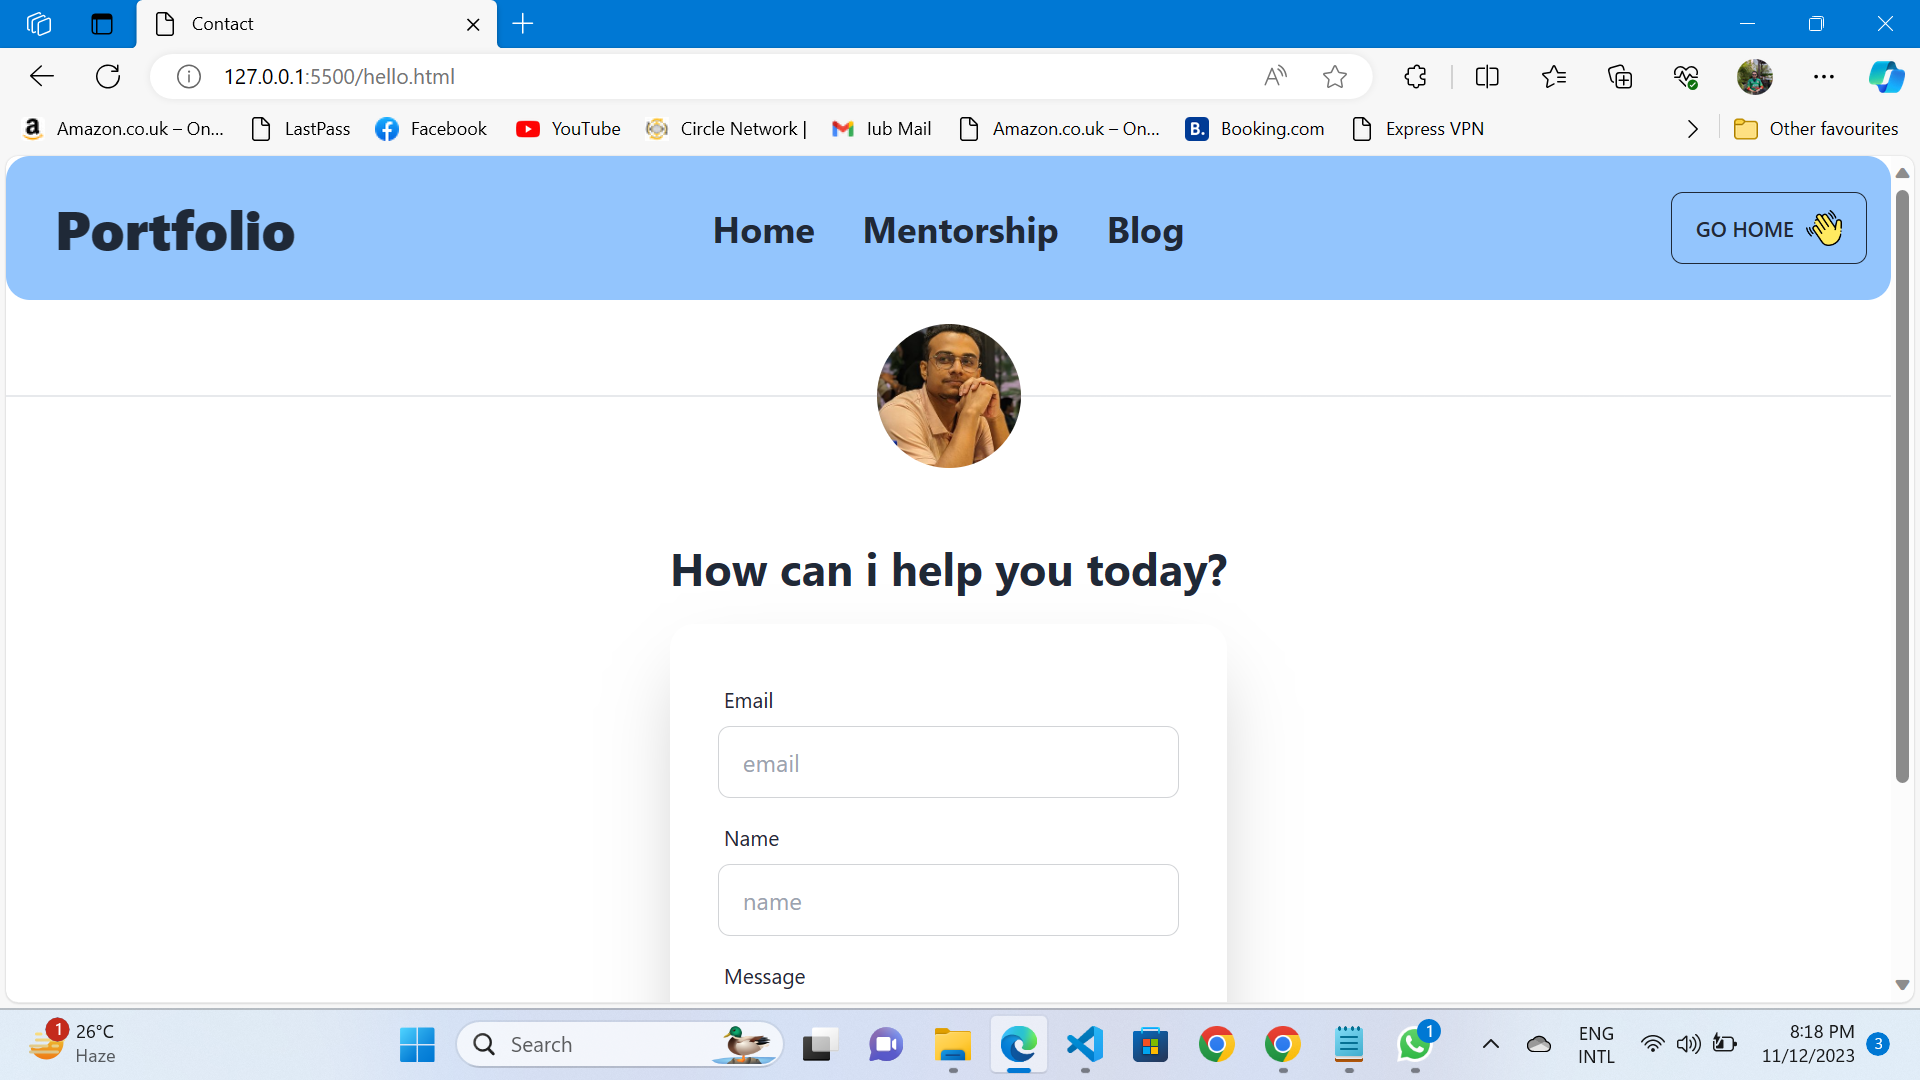 Contact
127.0.0.1:5500/hello.html
Amazon.co.uk – On... LastPass Facebook YouTube Circle Network | Iub Mail Amazon.co.uk – On... Booking.com Express VPN Other favourites
Portfolio Home Mentorship Blog GO HOME
How can i help you today?
Email
email
Name
name
Message
1 26°C
Haze
Search
1
ENG
INTL
8:18 PM
11/12/2023
3